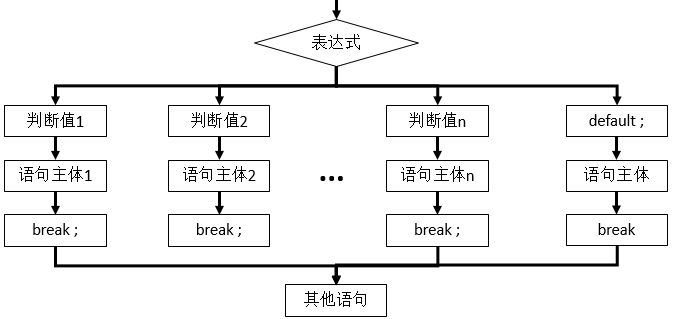 表达式
判断值1 判断值2 判断值n default ;
语句主体1 语句主体2 … 语句主体n 语句主体
break ; break ; break ; break
其他语句